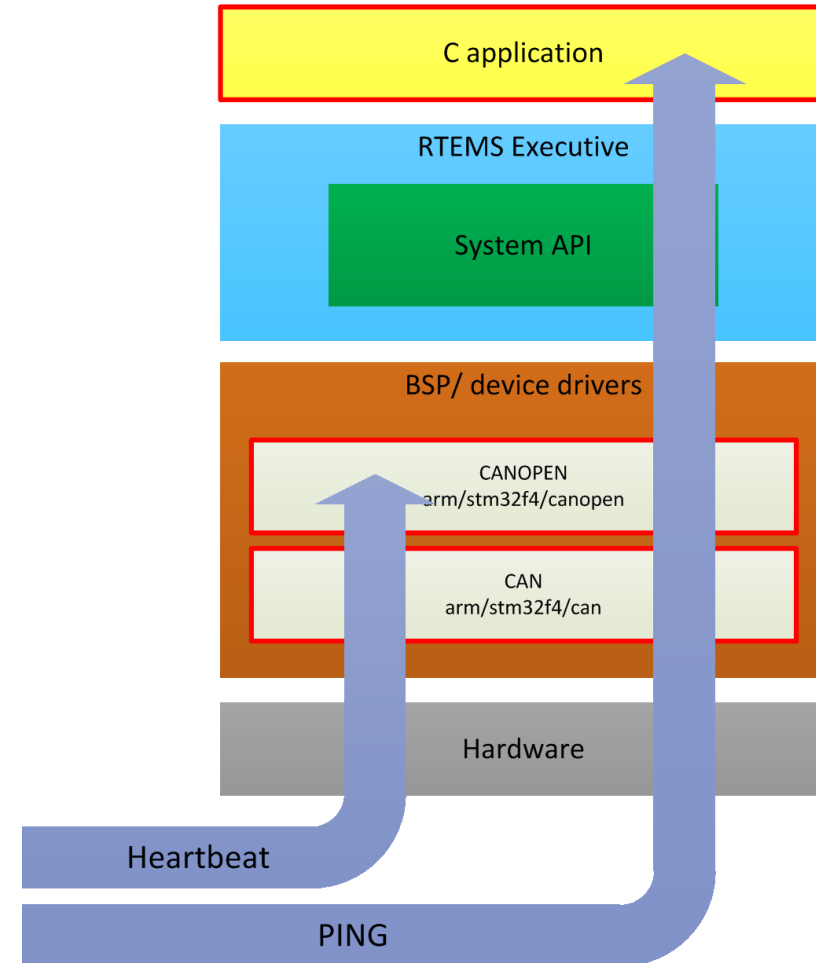 C application
RTEMS Executive
System API
BSP/ device drivers
CANOPEN
arm/stm32f4/canopen
CAN
arm/stm32f4/can
Hardware
Heartbeat
PING